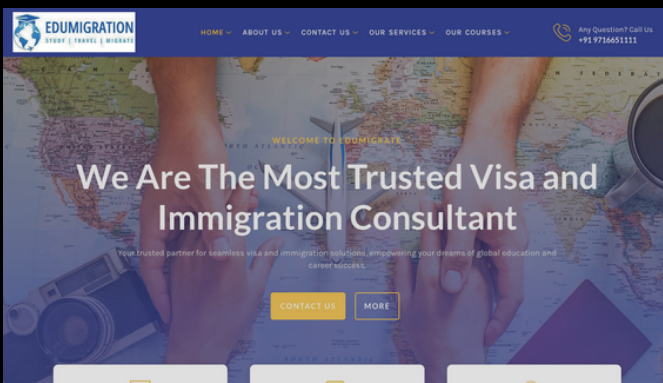 EDUMIGRATION
STUDY | TRAVEL | MIGRATE
HOME ABOUT US CONTACT US OUR SERVICES OUR COURSES
Any Question? Call Us
+91 9716651111
WELCOME TO EDUMIGRATE
We Are The Most Trusted Visa and
Immigration Consultant
Your trusted partner for seamless visa and immigration solutions, empowering your dreams of global education and
career success.
CONTACT US MORE